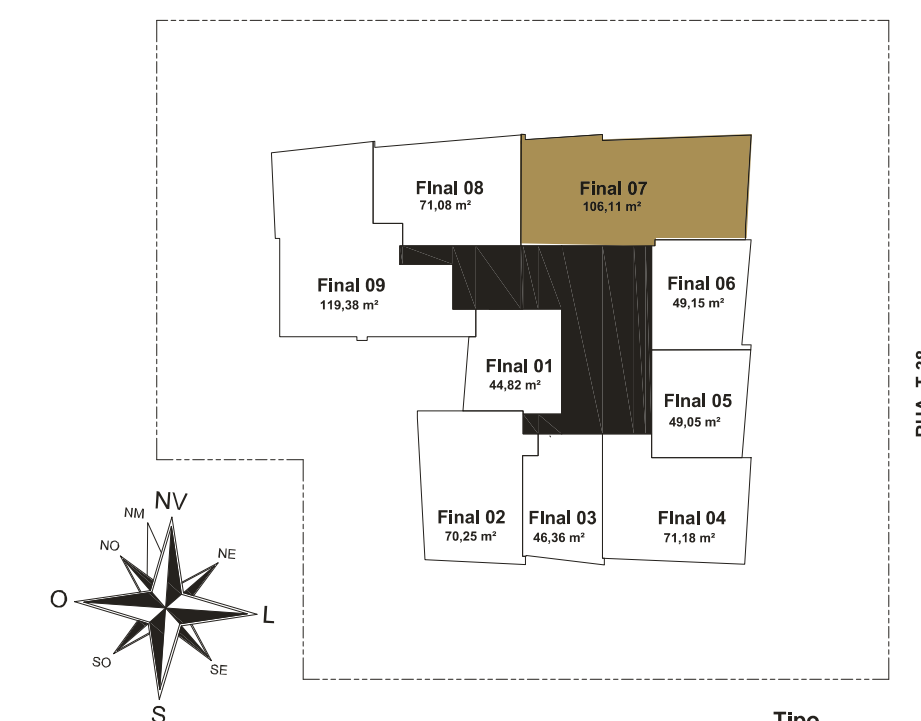 FInal 08
71,08 m²
Final 07
106,11 m²
Final 09
119,38 m²
Final 06
49,15 m²
FInal 01
44,82 m²
FInal 05
49,05 m²
Final 02
70,25 m²
FInal 03
46,36 m²
FInal 04
71,18 m²
NV
NM
NO
NE
O
L
SO
SE
S
Tipo